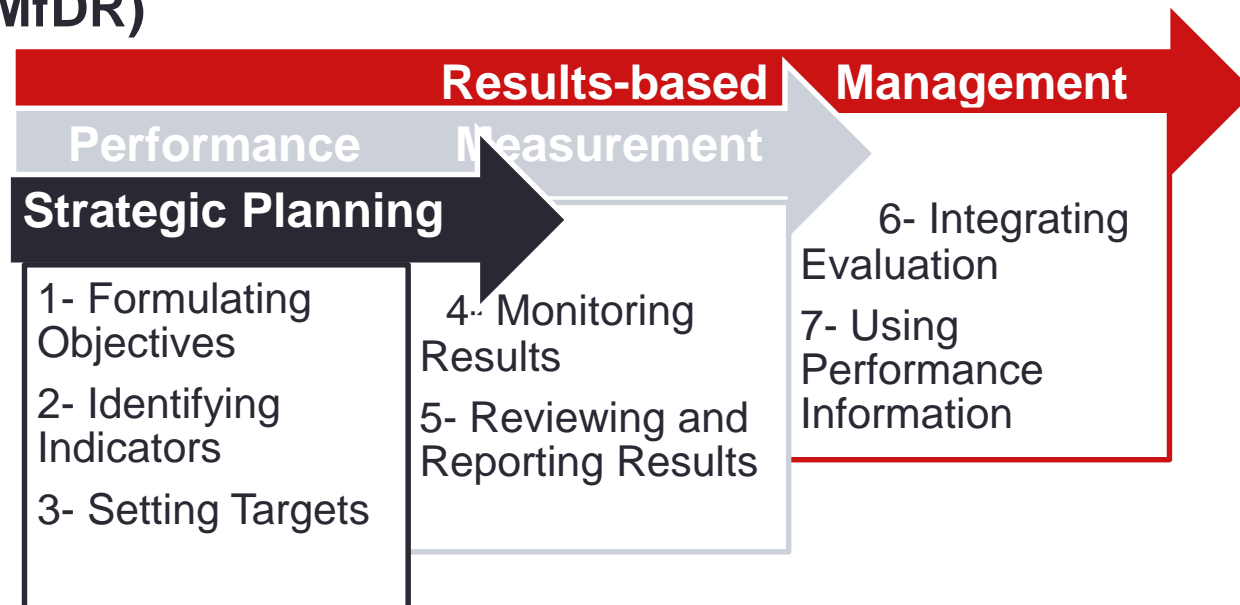 MfDR)
Results-based Management
Performance Measurement
Strategic Planning
1- Formulating
Objectives
2- Identifying
Indicators
3- Setting Targets
4- Monitoring
Results
5- Reviewing and
Reporting Results
6- Integrating
Evaluation
7- Using
Performance
Information